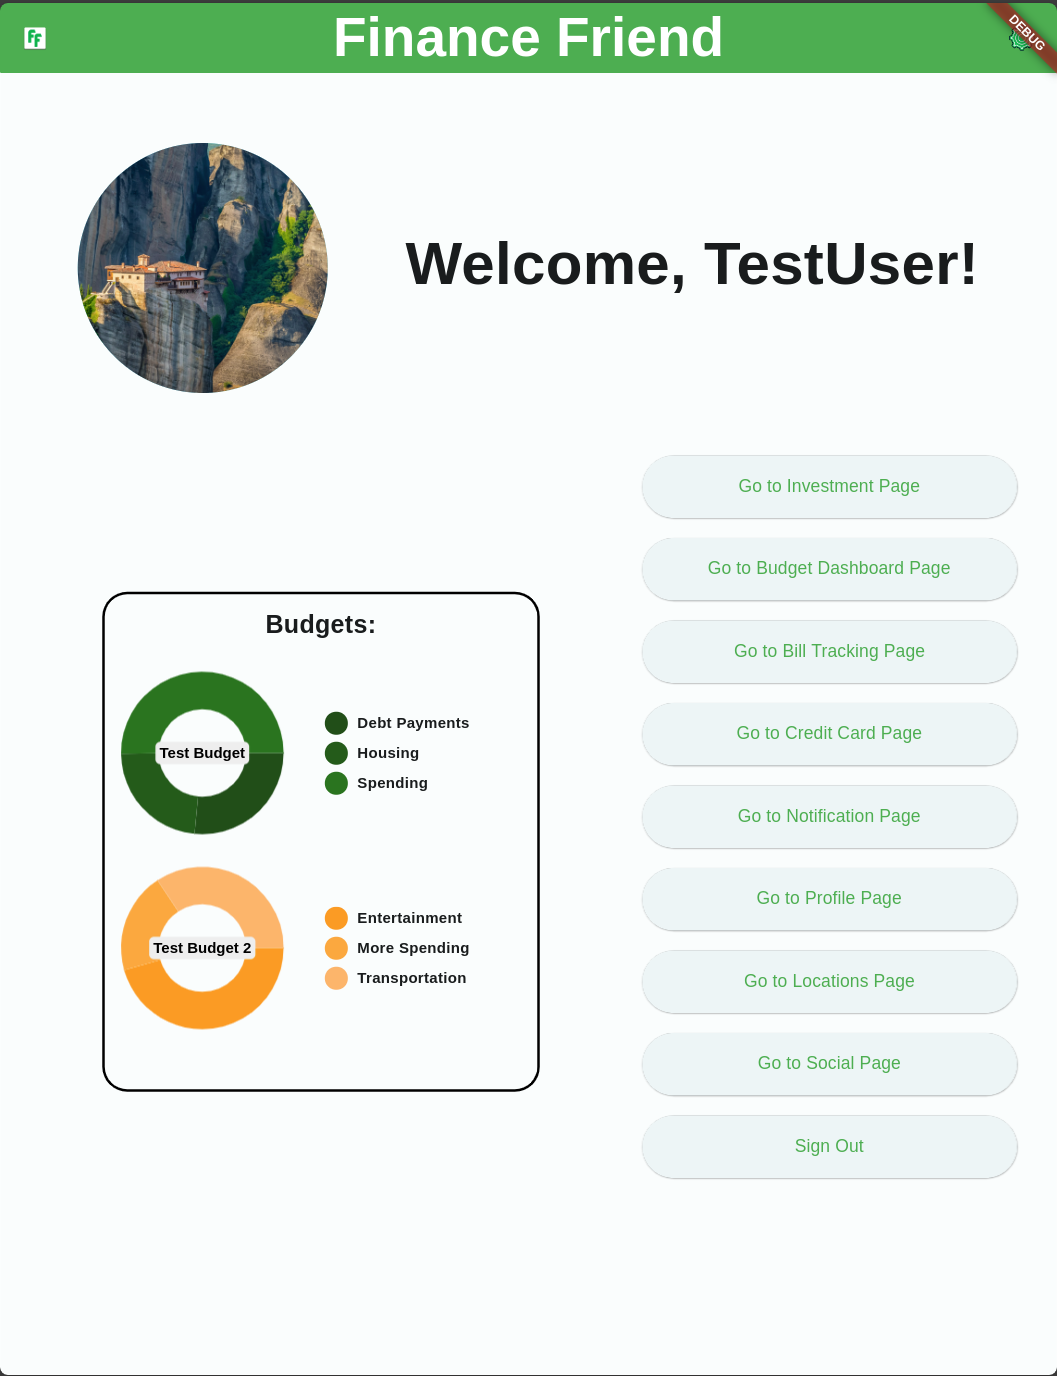 FF
Finance Friend
DEBUG
Welcome, TestUser!
Budgets:
Test Budget
Debt Payments
Housing
Spending
Test Budget 2
Entertainment
More Spending
Transportation
Go to Investment Page
Go to Budget Dashboard Page
Go to Bill Tracking Page
Go to Credit Card Page
Go to Notification Page
Go to Profile Page
Go to Locations Page
Go to Social Page
Sign Out